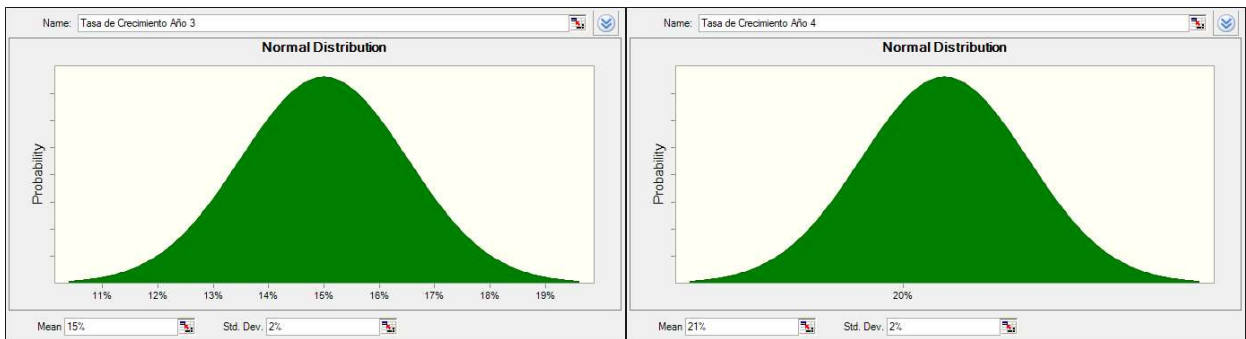 Name: Tasa de Crecimiento Año 3
Normal Distribution
Probability
11% 12% 13% 14% 15% 16% 17% 18% 19%
Mean 15% Std. Dev. 2%
Name: Tasa de Crecimiento Año 4
Normal Distribution
Probability
20%
Mean 21% Std. Dev. 2%